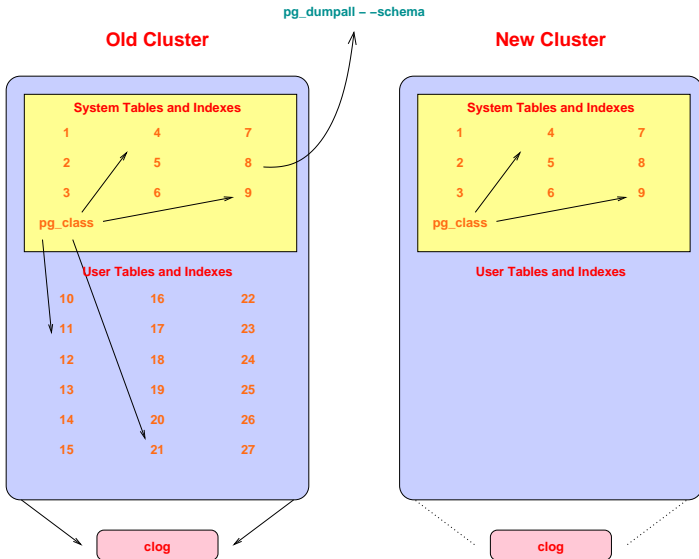 pg_dumpall − −schema
Old Cluster
New Cluster
System Tables and Indexes
1 4 7
2 5 8
3 6 9
pg_class
User Tables and Indexes
10 16 22
11 17 23
12 18 24
13 19 25
14 20 26
15 21 27
clog
System Tables and Indexes
1 4 7
2 5 8
3 6 9
pg_class
User Tables and Indexes
clog